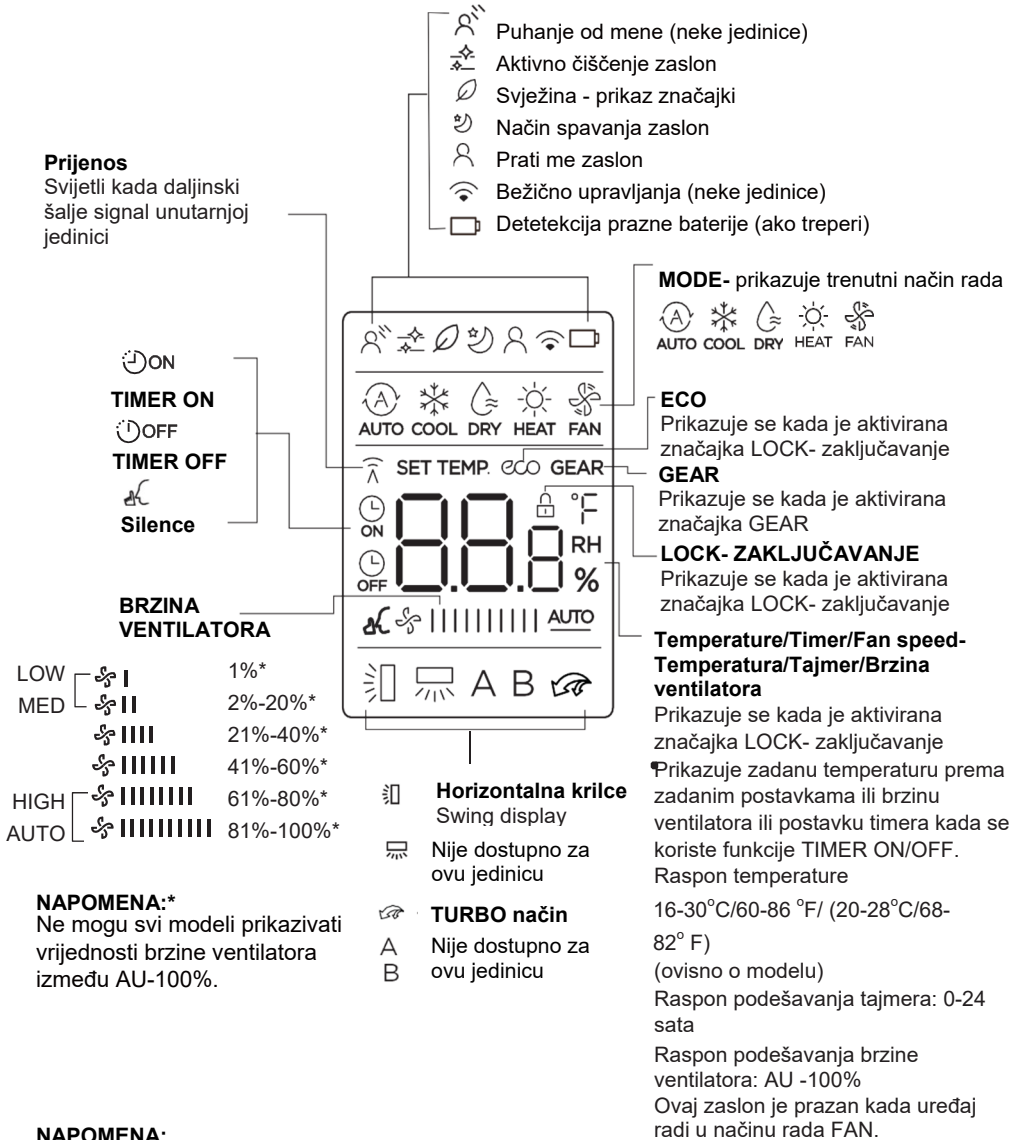 Puhanje od mene (neke jedinice)
Aktivno čiščenje zaslon
Svježina - prikaz značajki
Način spavanja zaslon
Prati me zaslon
Bežično upravljanja (neke jedinice)
Detetekcija prazne baterije (ako treperi)
Prijenos
Svijetli kada daljinski
šalje signal unutarnjoj
jedinici
MODE- prikazuje trenutni način rada
A
AUTO COOL DRY HEAT FAN
ON
TIMER ON
OFF
TIMER OFF
Silence
BRZINA
VENTILATORA
A
AUTO COOL DRY HEAT FAN
SET TEMP. eco GEAR
ON
88.8
°F
RH
OFF
%
AUTO
A B
ECO
Prikazuje se kada je aktivirana
značajka LOCK- zaključavanje
GEAR
Prikazuje se kada je aktivirana
značajka GEAR
LOCK- ZAKLJUČAVANJE
Prikazuje se kada je aktivirana
značajka LOCK- zaključavanje
Temperature/Timer/Fan speed-
Temperatura/Tajmer/Brzina
ventilatora
Prikazuje se kada je aktivirana
značajka LOCK- zaključavanje
Prikazuje zadanu temperaturu prema
zadanim postavkama ili brzinu
ventilatora ili postavku timera kada se
koriste funkcije TIMER ON/OFF.
Raspon temperature
16-30°C/60-86 °F/ (20-28°C/68-
82° F)
(ovisno o modelu)
Raspon podešavanja tajmera: 0-24
sata
Raspon podešavanja brzine
ventilatora: AU -100%
Ovaj zaslon je prazan kada uređaj
radi u načinu rada FAN.
LOW 1%*
MED 2%-20%*
21%-40%*
41%-60%*
HIGH 61%-80%*
AUTO 81%-100%*
Horizontalna krilce
Swing display
Nije dostupno za
ovu jedinicu
TURBO način
A Nije dostupno za
B ovu jedinicu
NAPOMENA:*
Ne mogu svi modeli prikazivati
vrijednosti brzine ventilatora
između AU-100%.
NAPOMENA: